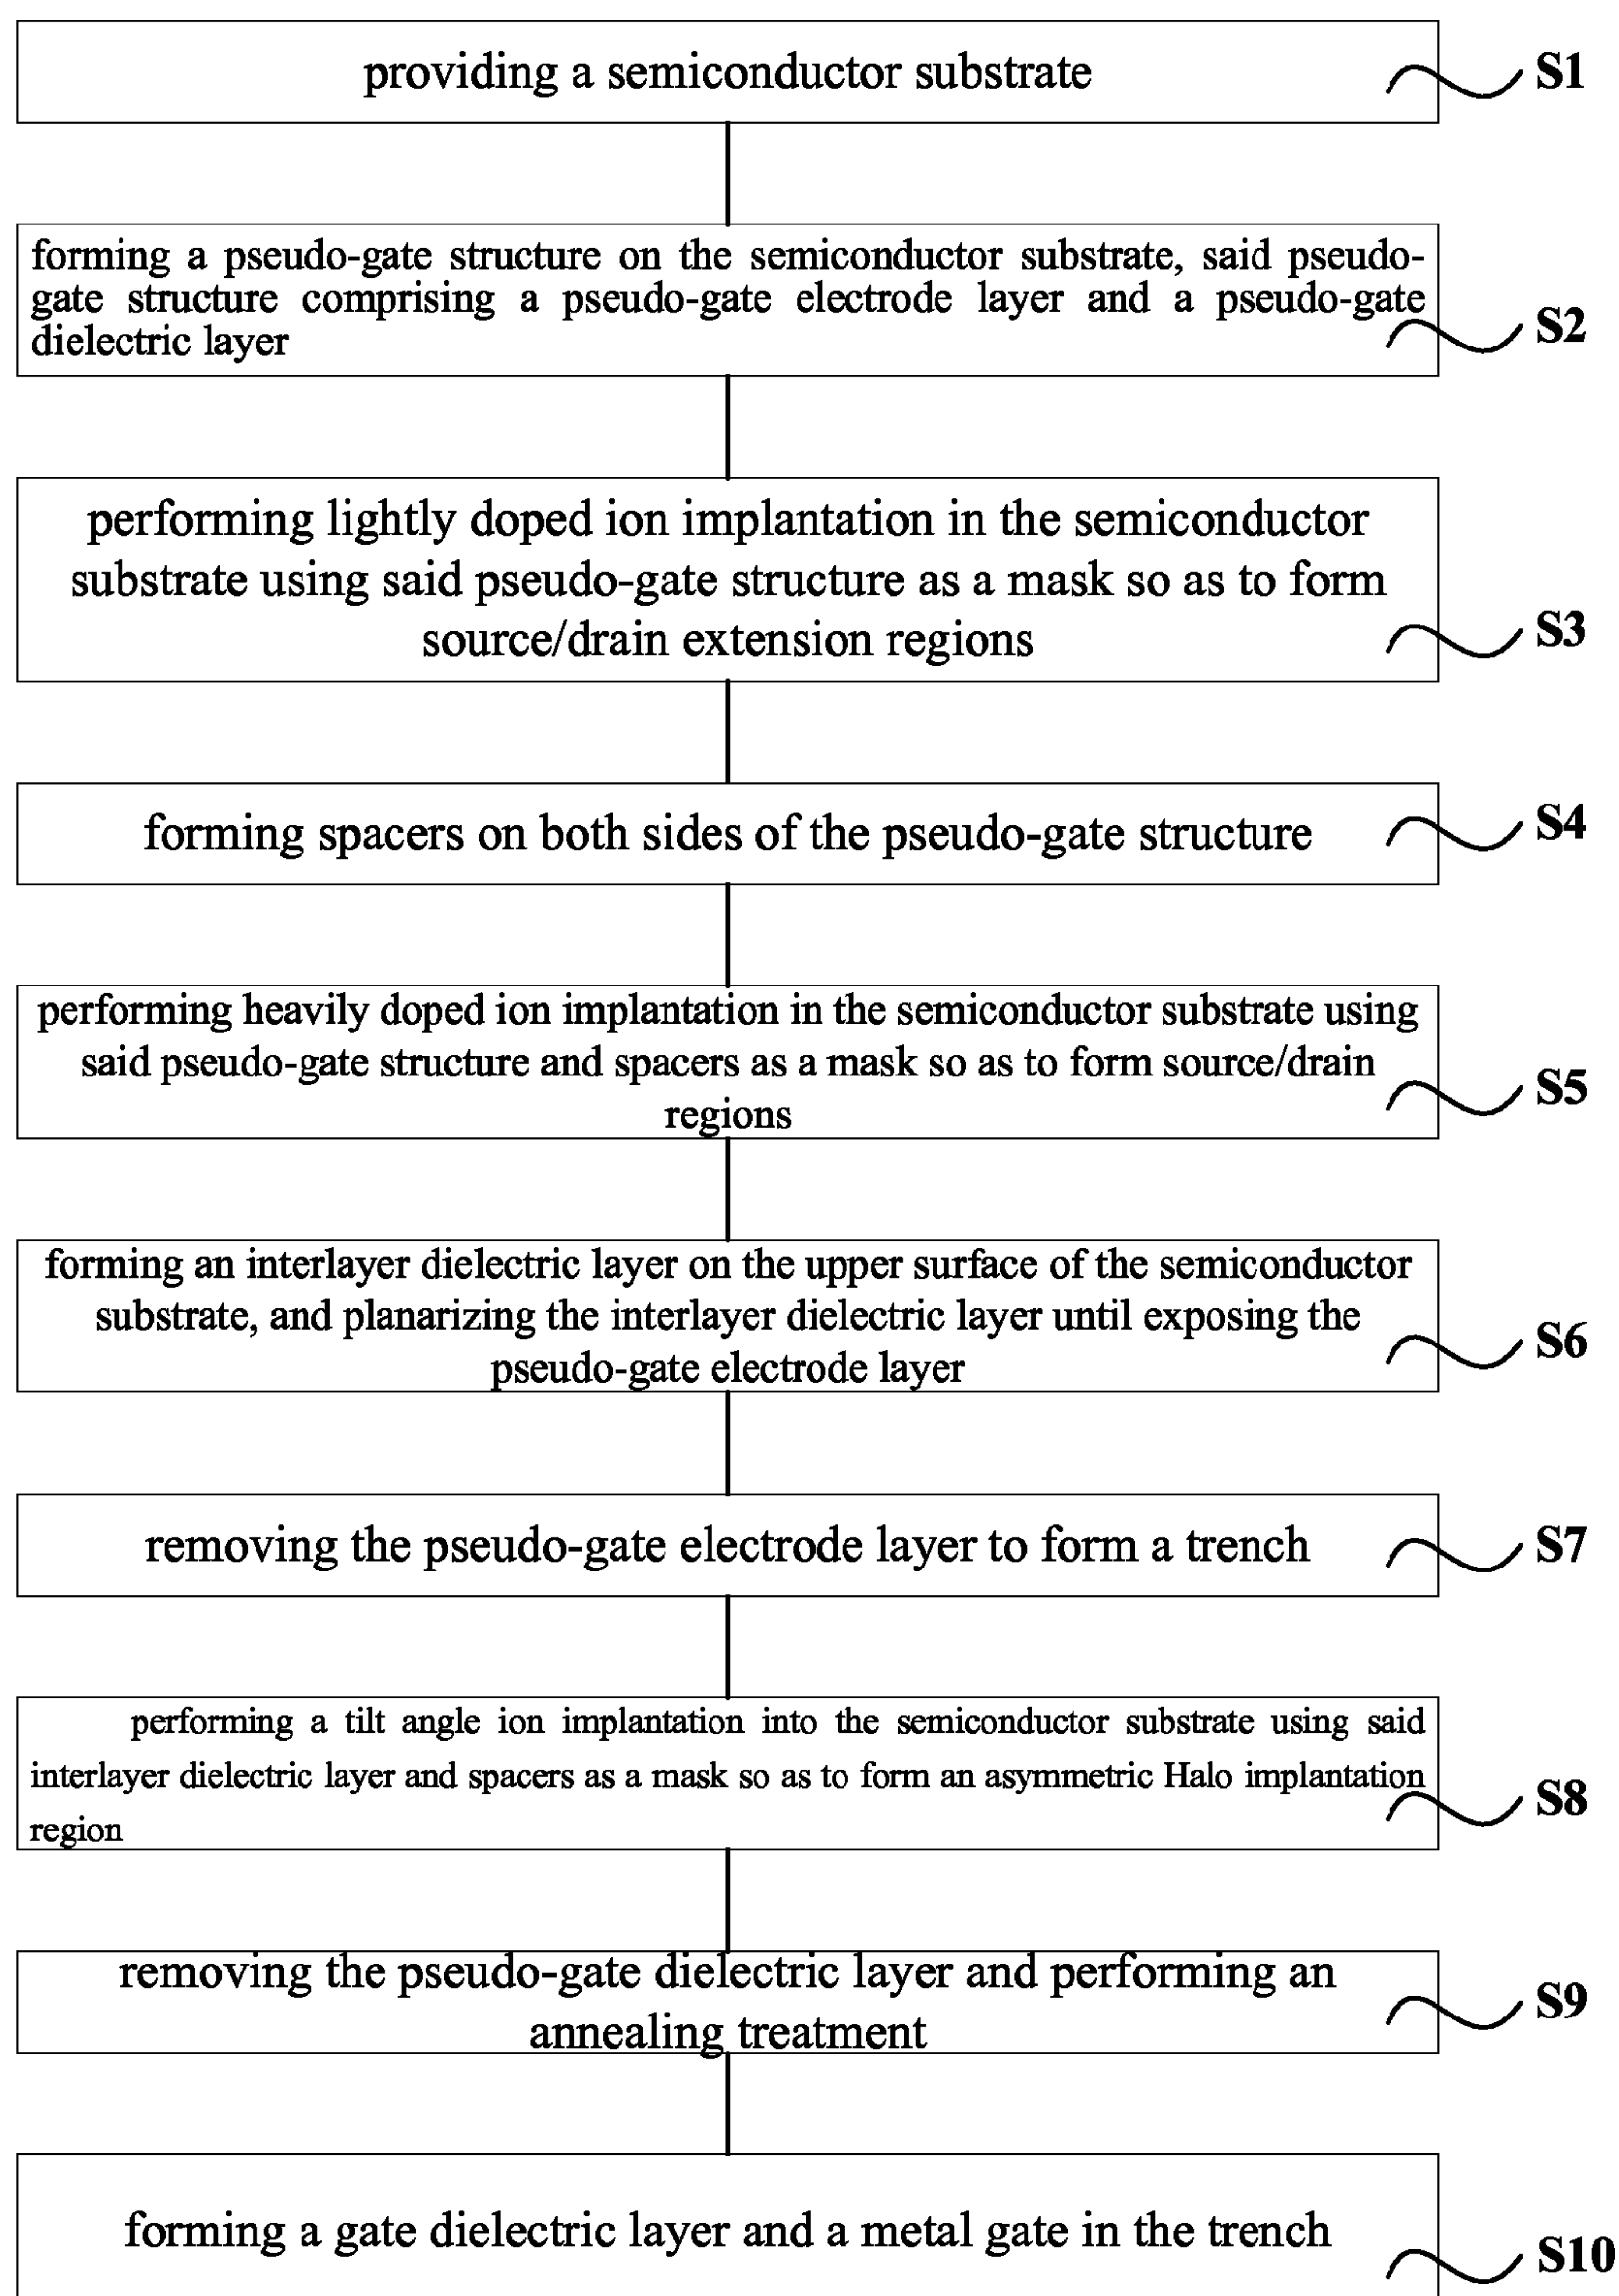 providing a semiconductor substrate
S1
forming a pseudo-gate structure on the semiconductor substrate, said pseudo-
gate structure comprising a pseudo-gate electrode layer and a pseudo-gate
dielectric layer
S2
performing lightly doped ion implantation in the semiconductor
substrate using said pseudo-gate structure as a mask so as to form
source/drain extension regions
S3
forming spacers on both sides of the pseudo-gate structure
S4
performing heavily doped ion implantation in the semiconductor substrate using
said pseudo-gate structure and spacers as a mask so as to form source/drain
regions
S5
forming an interlayer dielectric layer on the upper surface of the semiconductor
substrate, and planarizing the interlayer dielectric layer until exposing the
pseudo-gate electrode layer
S6
removing the pseudo-gate electrode layer to form a trench
S7
performing a tilt angle ion implantation into the semiconductor substrate using said
interlayer dielectric layer and spacers as a mask so as to form an asymmetric Halo implantation
region
S8
removing the pseudo-gate dielectric layer and performing an
annealing treatment
S9
forming a gate dielectric layer and a metal gate in the trench
S10